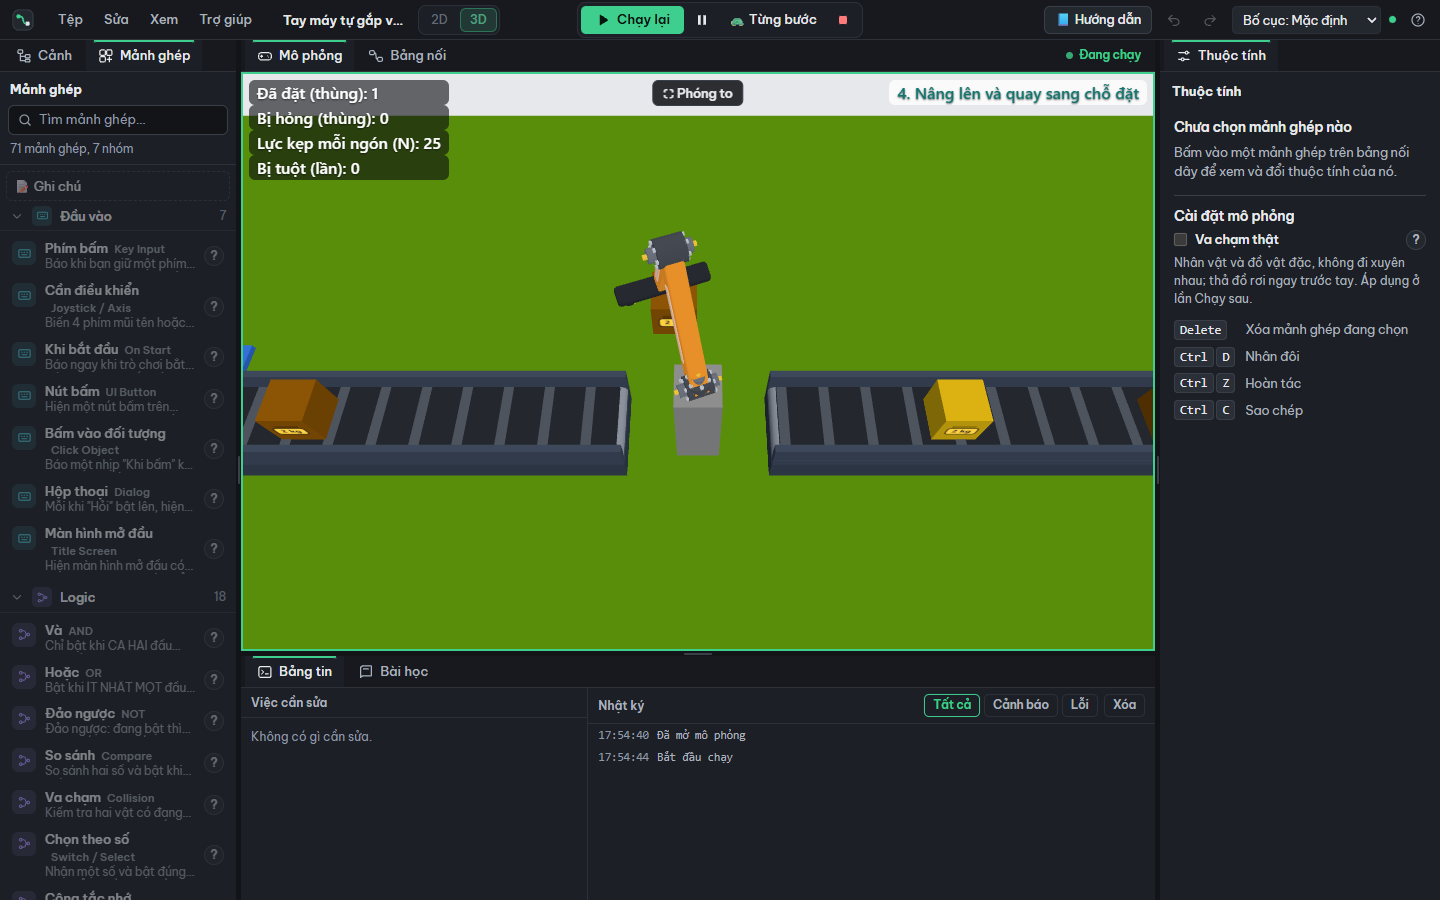 Tệp Sửa Xem Trợ giúp Tay máy tự gắp v... 2D 3D Chạy lại Từng bước Hướng dẫn Bố cục: Mặc định
Cảnh Mảnh ghép
Mô phỏng Bảng nối
Đang chạy
Thuộc tính
Mảnh ghép
Tìm mảnh ghép...
71 mảnh ghép, 7 nhóm
Ghi chú
Đầu vào 7
Phím bấm Key Input
Báo khi bạn giữ một phím...
Cần điều khiển
Joystick / Axis
Biến 4 phím mũi tên hoặc...
Khi bắt đầu On Start
Báo ngay khi trò chơi bắt...
Nút bấm UI Button
Hiện một nút bấm trên...
Bấm vào đối tượng
Click Object
Báo một nhịp "Khi bấm" k...
Hộp thoại Dialog
Mỗi khi "Hỏi" bật lên, hiện...
Màn hình mở đầu
Title Screen
Hiện màn hình mở đầu có...
Logic 18
Và AND
Chỉ bật khi CẢ HAI đầu...
Hoặc OR
Bật khi ÍT NHẤT MỘT đầu...
Đảo ngược NOT
Đảo ngược: đang bật thì...
So sánh Compare
So sánh hai số và bật khi...
Va chạm Collision
Kiểm tra hai vật có đang...
Chọn theo số
Switch / Select
Nhận một số và bật đúng...
Công tắc nhớ
Đã đặt (thùng): 1
Bị hỏng (thùng): 0
Lực kẹp mỗi ngón (N): 25
Bị tuột (lần): 0
Phóng to
4. Nâng lên và quay sang chỗ đặt
2 kg
2 kg
Bảng tin Bài học
Việc cần sửa
Không có gì cần sửa.
Nhật ký
Tất cả Cảnh báo Lỗi Xóa
17:54:40 Đã mở mô phỏng
17:54:44 Bắt đầu chạy
Thuộc tính
Chưa chọn mảnh ghép nào
Bấm vào một mảnh ghép trên bảng nối
dây để xem và đổi thuộc tính của nó.
Cài đặt mô phỏng
Va chạm thật ?
Nhân vật và đồ vật đặc, không đi xuyên
nhau; thả đồ rơi ngay trước tay. Áp dụng ở
lần Chạy sau.
Delete Xóa mảnh ghép đang chọn
Ctrl D Nhân đôi
Ctrl Z Hoàn tác
Ctrl C Sao chép